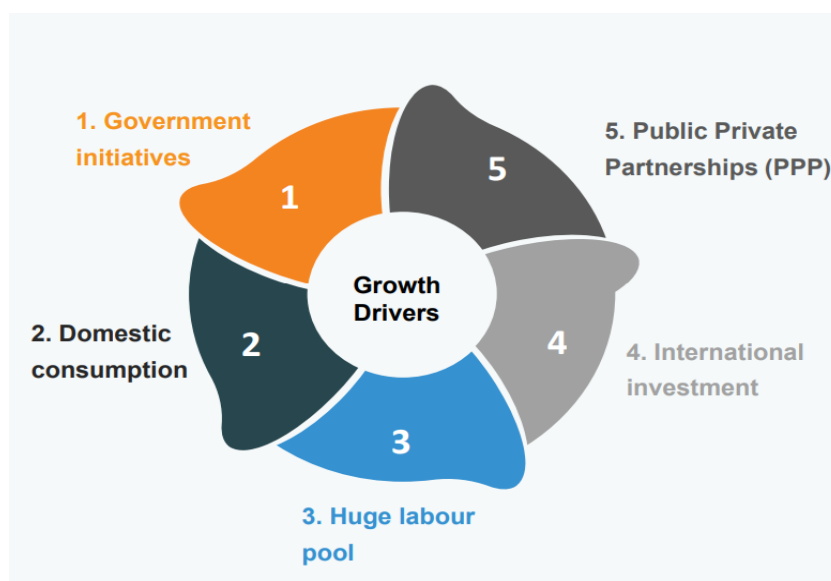 1. Government
initiatives
1
2. Domestic
consumption
2
3
3. Huge labour
pool
4
4. International
investment
5
5. Public Private
Partnerships (PPP)
Growth
Drivers